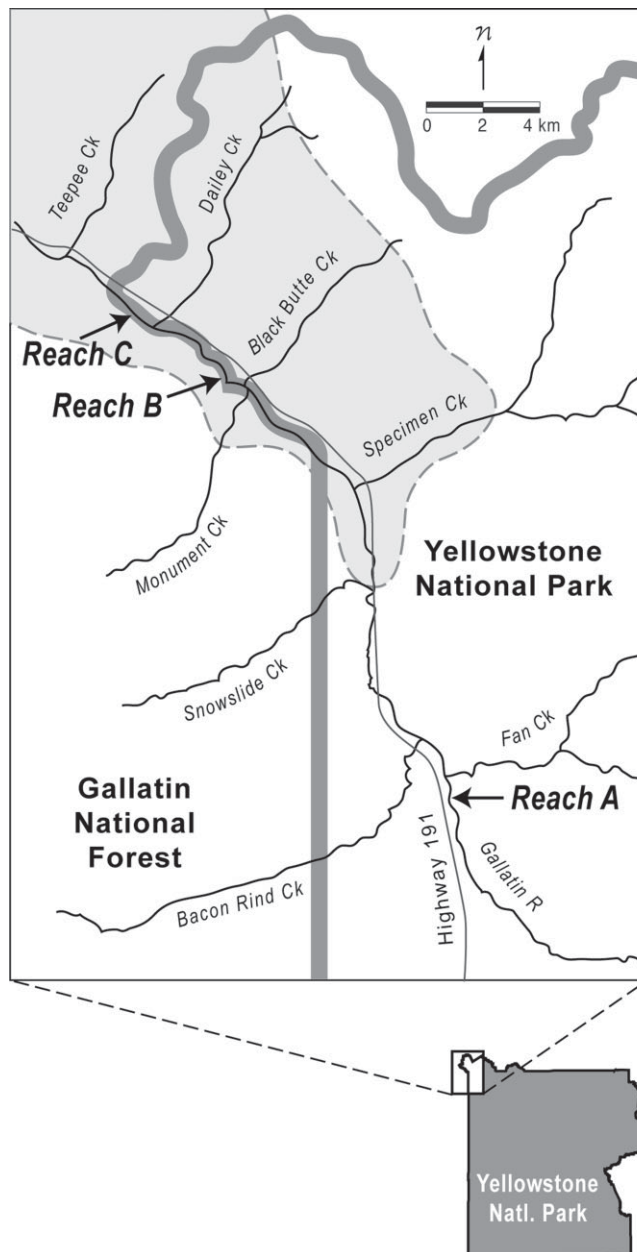 n
0 2 4 km
Teepee Ck
Dailey Ck
Black Butte Ck
Reach C
Reach B
Specimen Ck
Monument Ck
Yellowstone
National Park
Snowslide Ck
Fan Ck
Gallatin
National
Forest
Reach A
Highway 191
Gallatin R
Bacon Rind Ck
Yellowstone
Natl. Park